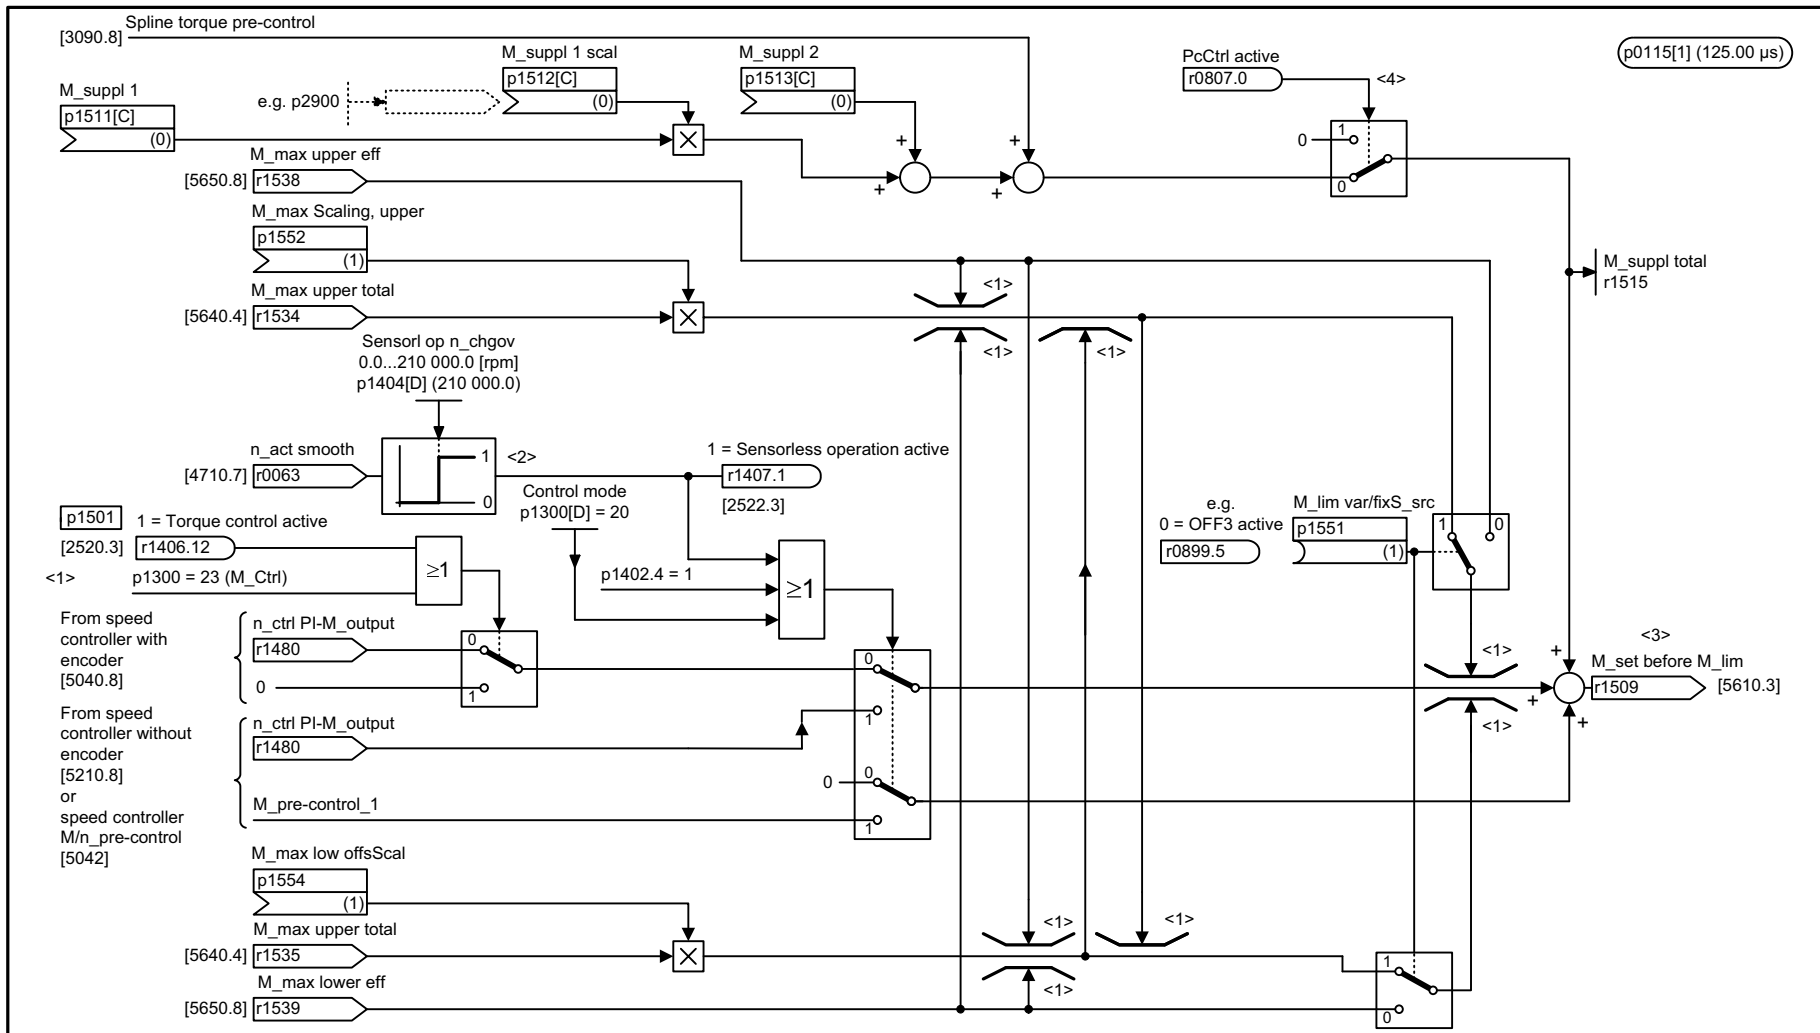 Spline torque pre-control
[3090.8]
p0115[1] (125.00 µs)
M_suppl 1 scal
p1512[C]
(0)
M_suppl 2
p1513[C]
(0)
PcCtrl active
r0807.0
<4>
e.g. p2900
M_suppl 1
p1511[C]
(0)
+
+
+
+
1
0
0
M_max upper eff
[5650.8]
r1538
M_max Scaling, upper
p1552
(1)
M_suppl total
r1515
M_max upper total
[5640.4]
r1534
<1>
<1>
<1>
Sensorl op n_chgov
0.0...210 000.0 [rpm]
p1404[D] (210 000.0)
n_act smooth
[4710.7]
r0063
1
0
<2>
1 = Sensorless operation active
r1407.1
[2522.3]
Control mode
p1300[D] = 20
e.g.
0 = OFF3 active
r0899.5
M_lim var/fixS_src
p1551
(1)
1
0
p1501
1 = Torque control active
[2520.3]
r1406.12
≥1
<1>
p1300 = 23 (M_Ctrl)
p1402.4 = 1
≥1
From speed
controller with
encoder
[5040.8]
n_ctrl PI-M_output
r1480
0
0
1
0
1
<1>
<1>
+
+
+
<3>
M_set before M_lim
r1509
[5610.3]
From speed
controller without
encoder
[5210.8]
or
speed controller
M/n_pre-control
[5042]
n_ctrl PI-M_output
r1480
0
0
1
M_pre-control_1
M_max low offsScal
p1554
(1)
M_max upper total
[5640.4]
r1535
<1>
<1>
<1>
M_max lower eff
[5650.8]
r1539
1
0